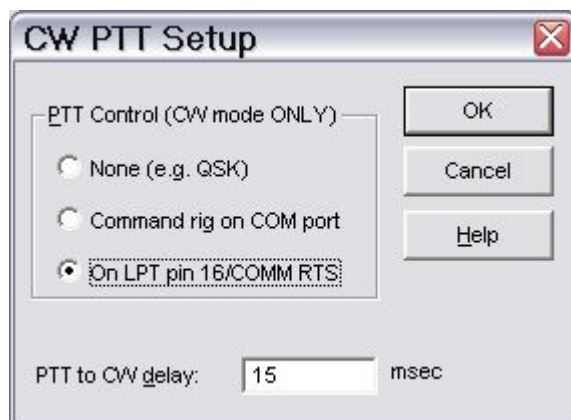 CW PTT Setup
PTT Control (CW mode ONLY)
None (e.g. QSK)
Command rig on COM port
On LPT pin 16/COMM RTS
OK
Cancel
Help
PTT to CW delay: 15 msec